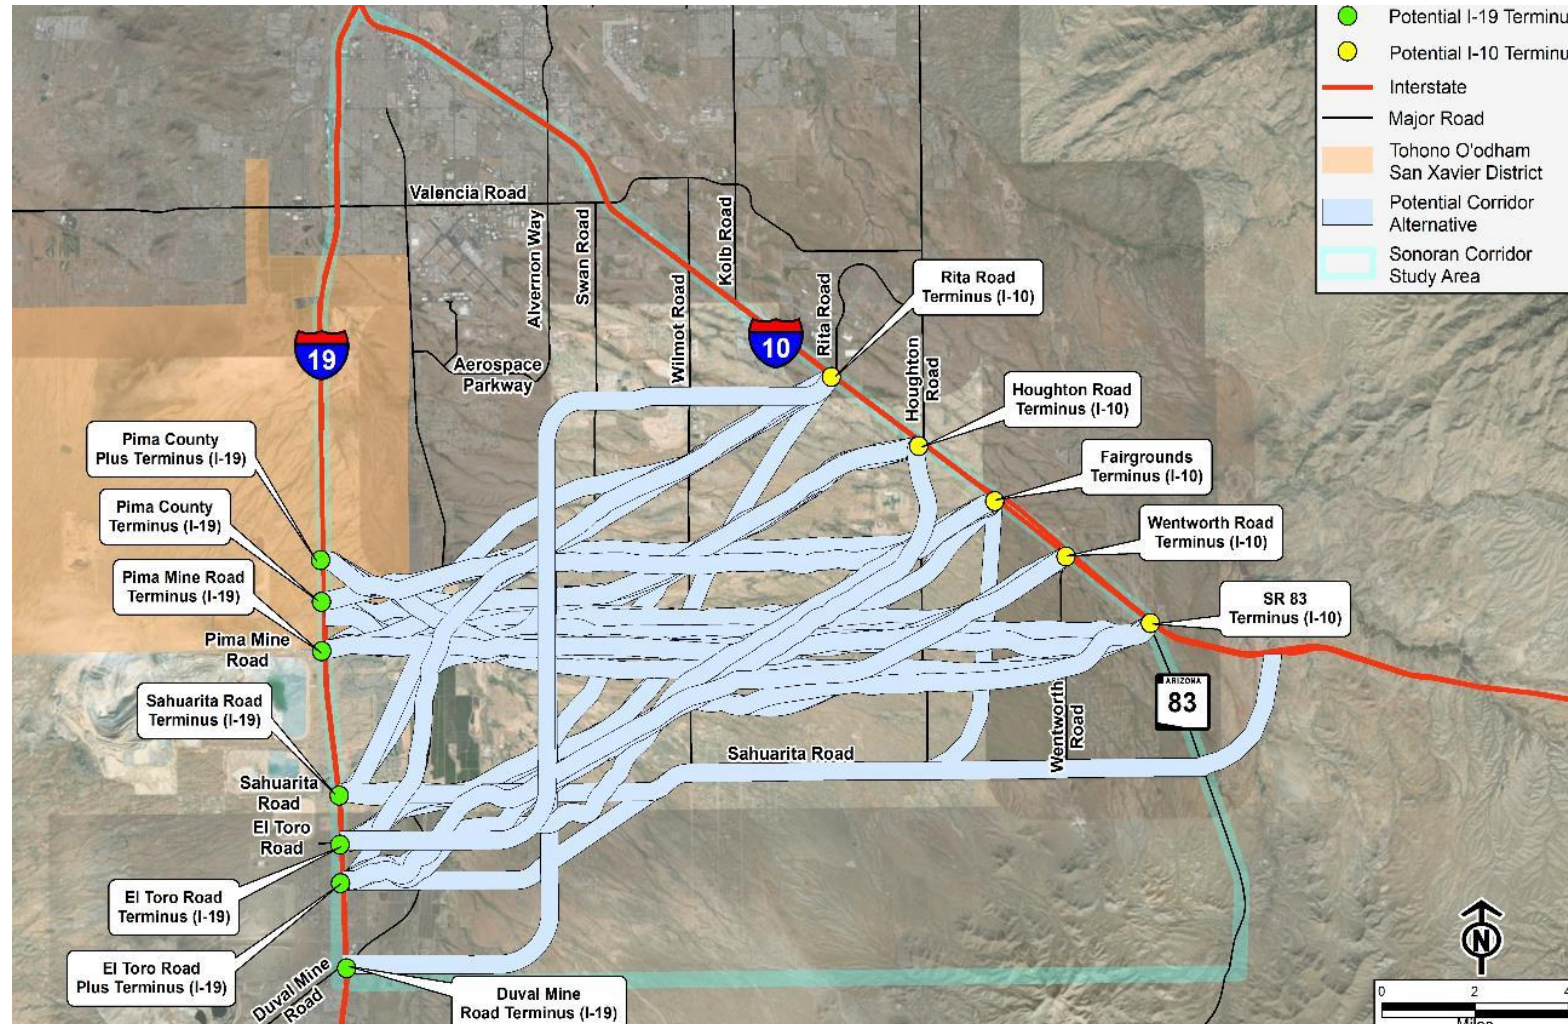 Potential I-19 Terminu
Potential I-10 Terminu
Interstate
Major Road
Tohono O'odham
San Xavier District
Potential Corridor
Alternative
Sonoran Corridor
Study Area
Valencia Road
Alvernon Way
Swan Road
Wilmot Road
Kolb Road
Rita Road
Houghton
Road
Rita Road
Terminus (I-10)
19
10
Aerospace
Parkway
Houghton Road
Terminus (I-10)
Pima County
Plus Terminus (I-19)
Fairgrounds
Terminus (I-10)
Pima County
Terminus (I-19)
Wentworth Road
Terminus (I-10)
Pima Mine Road
Terminus (I-19)
SR 83
Terminus (I-10)
Pima Mine
Road
ARIZONA
83
Sahuarita Road
Terminus (I-19)
Wentworth
Road
Sahuarita Road
Sahuarita
Road
El Toro
Road
El Toro Road
Terminus (I-19)
El Toro Road
Plus Terminus (I-19)
Duval Mine
Road
Duval Mine
Road Terminus (I-19)
N
0 2 4
Miles